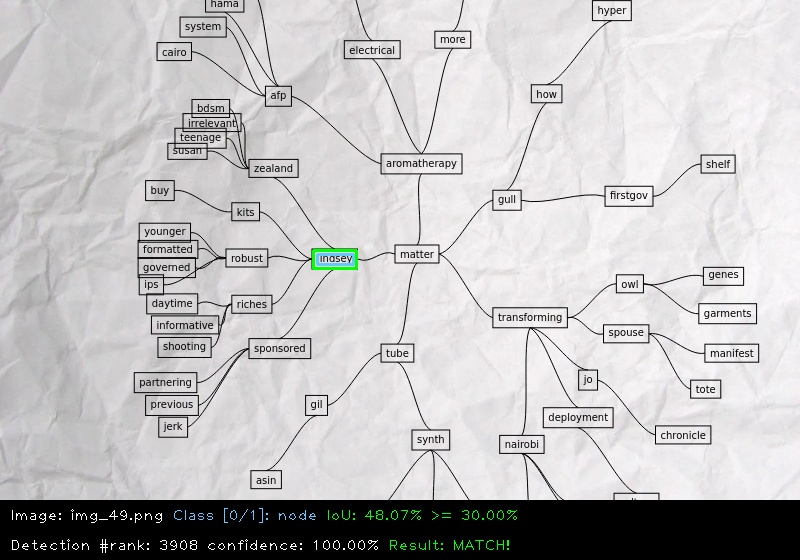 hama
hyper
system
more
electrical
cairo
afp
how
bdsm
irrelevant
teenage
susan
aromatherapy
shelf
zealand
buy
firstgov
gull
kits
younger
formatted
robust
lindsey
matter
governed
ips
genes
owl
daytime
riches
garments
informative
transforming
spouse
shooting
sponsored
tube
manifest
partnering
jo
tote
previous
gil
deployment
jerk
chronicle
synth
nairobi
asin
Image: img_49.png Class [0/1]: node IoU: 48.07% >= 30.00%
Detection #rank: 3908 confidence: 100.00% Result: MATCH!